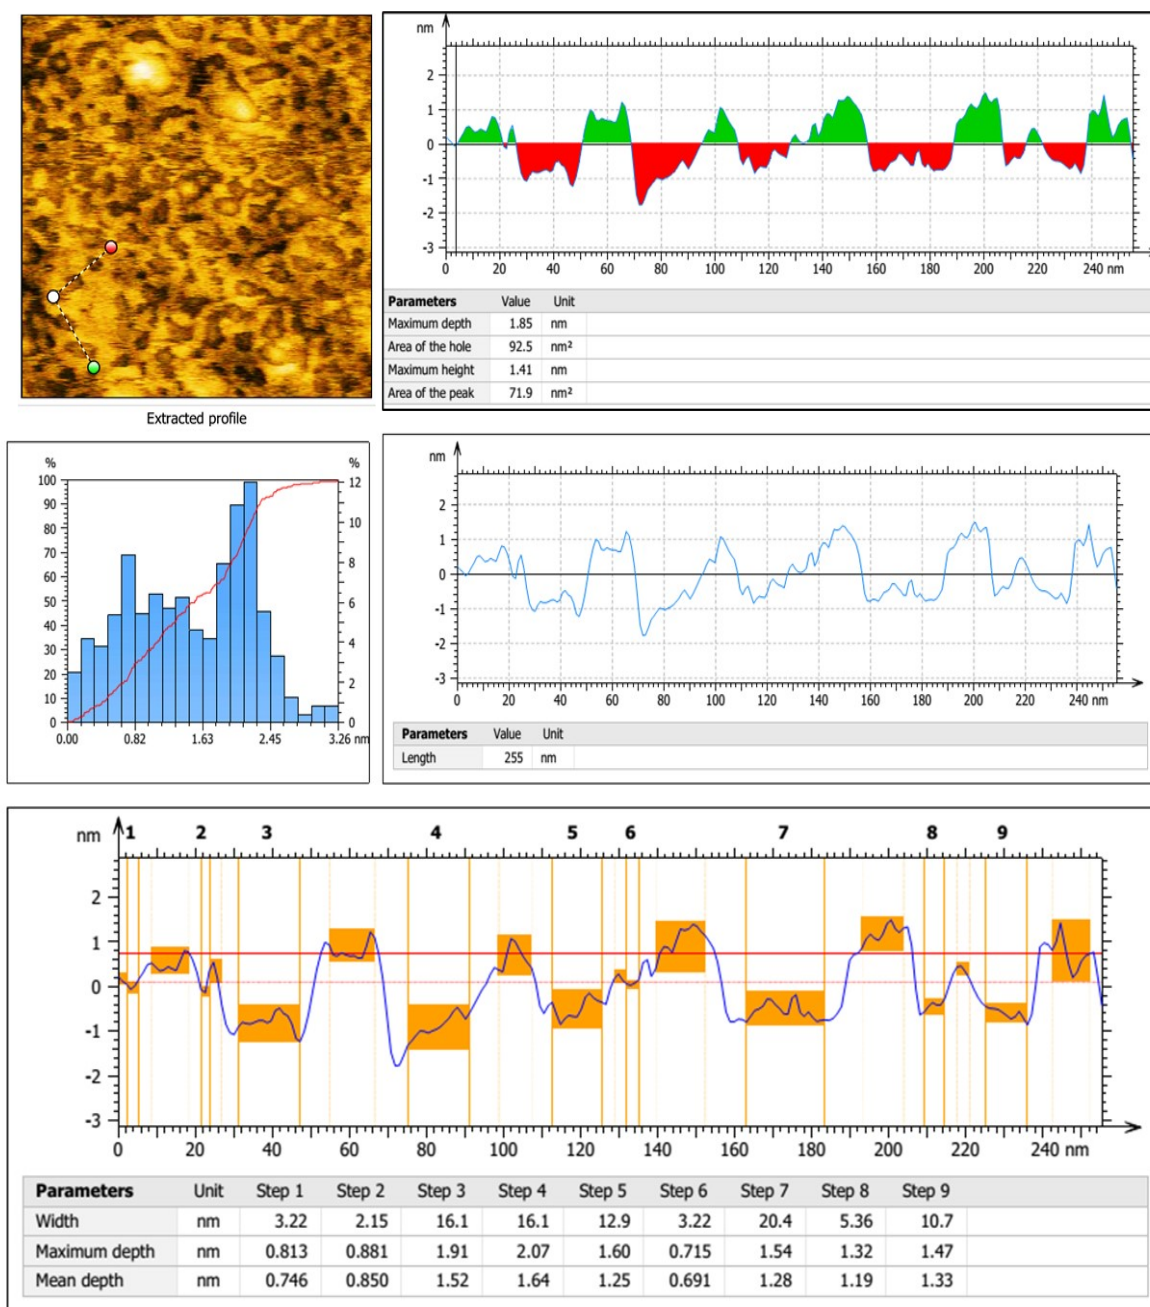 Extracted profile
nm
2
1
0
-1
-2
-3
0 20 40 60 80 100 120 140 160 180 200 220 240 nm
Parameters Value Unit
Maximum depth 1.85 nm
Area of the hole 92.5 nm²
Maximum height 1.41 nm
Area of the peak 71.9 nm²
% %
100
90
80
70
60
50
40
30
20
10
0
12
10
8
6
4
2
0
0.00 0.82 1.63 2.45 3.26 nm
nm
2
1
0
-1
-2
-3
0 20 40 60 80 100 120 140 160 180 200 220 240 nm
Parameters Value Unit
Length 255 nm
nm 1 2 3 4 5 6 7 8 9
2
1
0
-1
-2
-3
0 20 40 60 80 100 120 140 160 180 200 220 240 nm
Parameters Unit Step 1 Step 2 Step 3 Step 4 Step 5 Step 6 Step 7 Step 8 Step 9
Width nm 3.22 2.15 16.1 16.1 12.9 3.22 20.4 5.36 10.7
Maximum depth nm 0.813 0.881 1.91 2.07 1.60 0.715 1.54 1.32 1.47
Mean depth nm 0.746 0.850 1.52 1.64 1.25 0.691 1.28 1.19 1.33